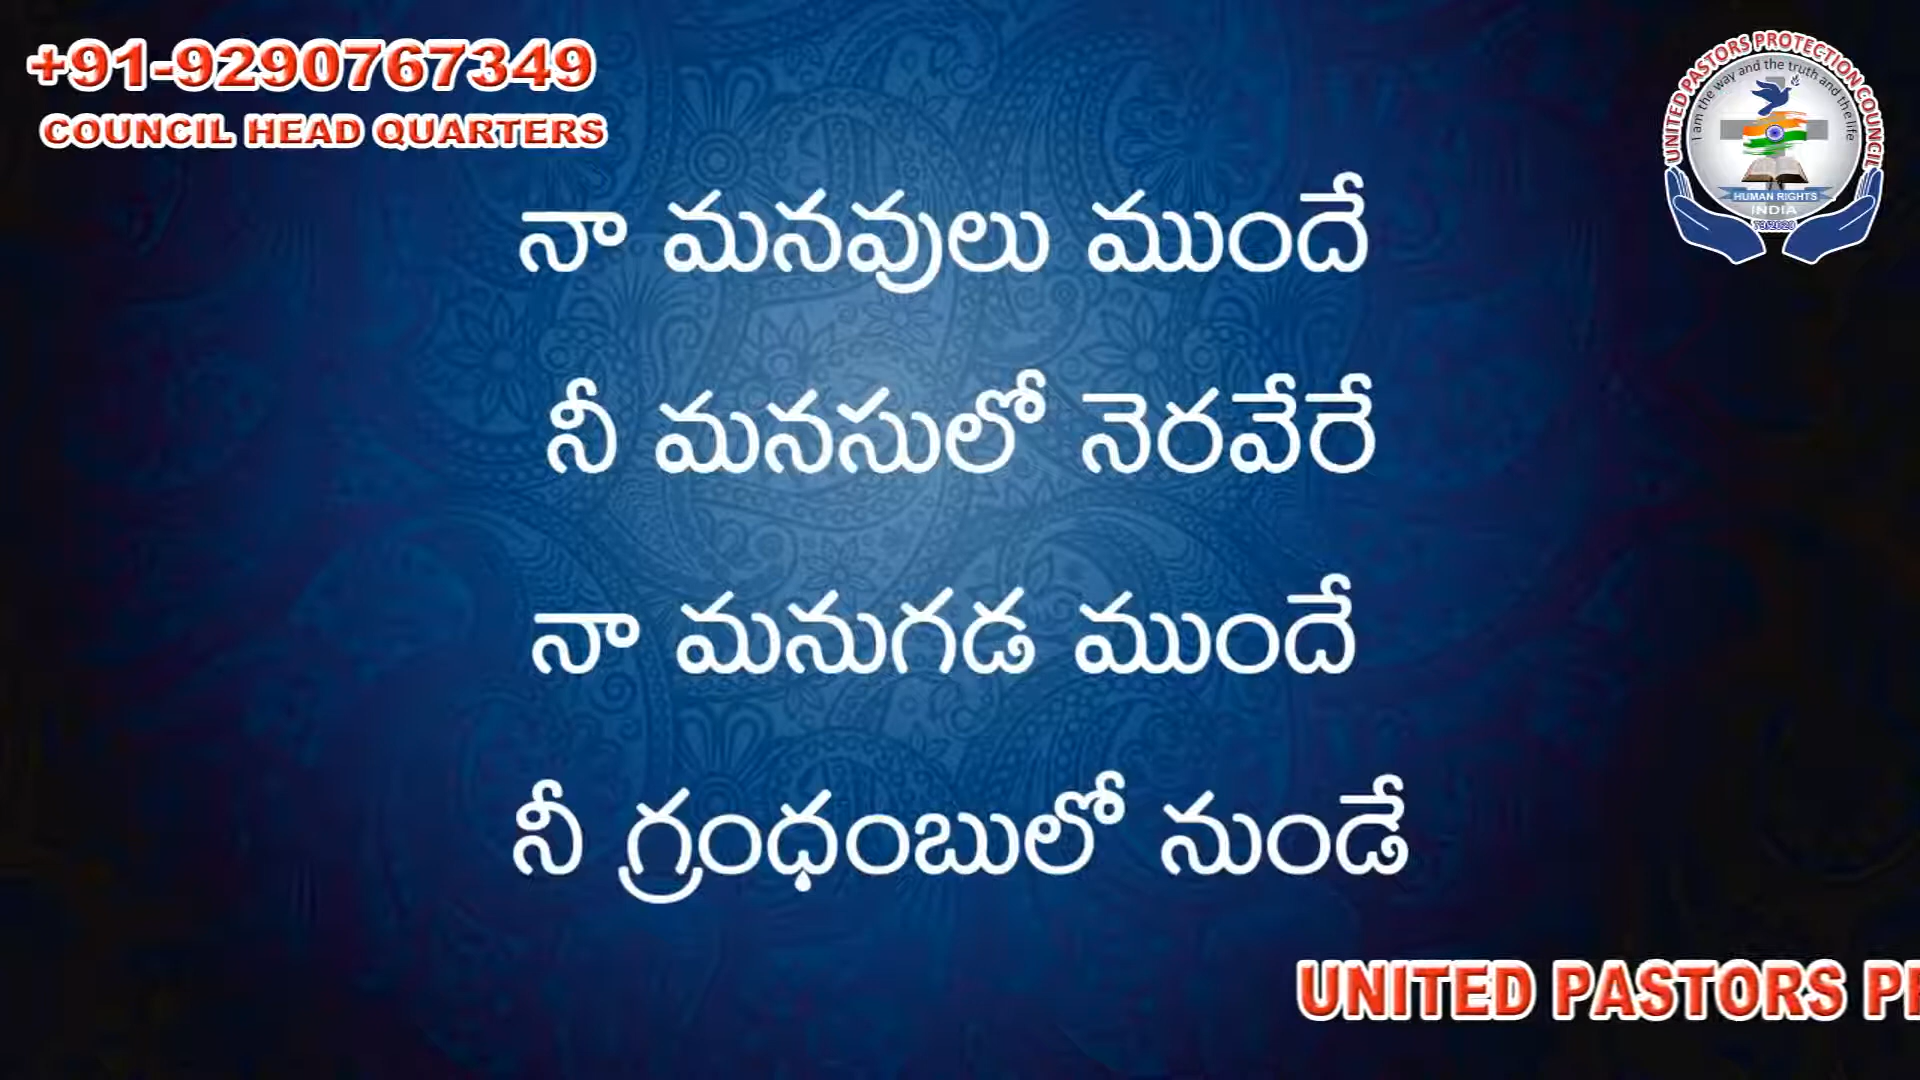 +91-9290767349
COUNCIL HEAD QUARTERS
UNITED PASTORS PROTECTION COUNCIL
I am the way and the truth and the life
HUMAN RIGHTS
INDIA
నా మనవులు ముందే
నీ మనసులో నెరవేరే
నా మనుగడ ముందే
నీ గ్రంధంబులో నుండే
UNITED PASTORS